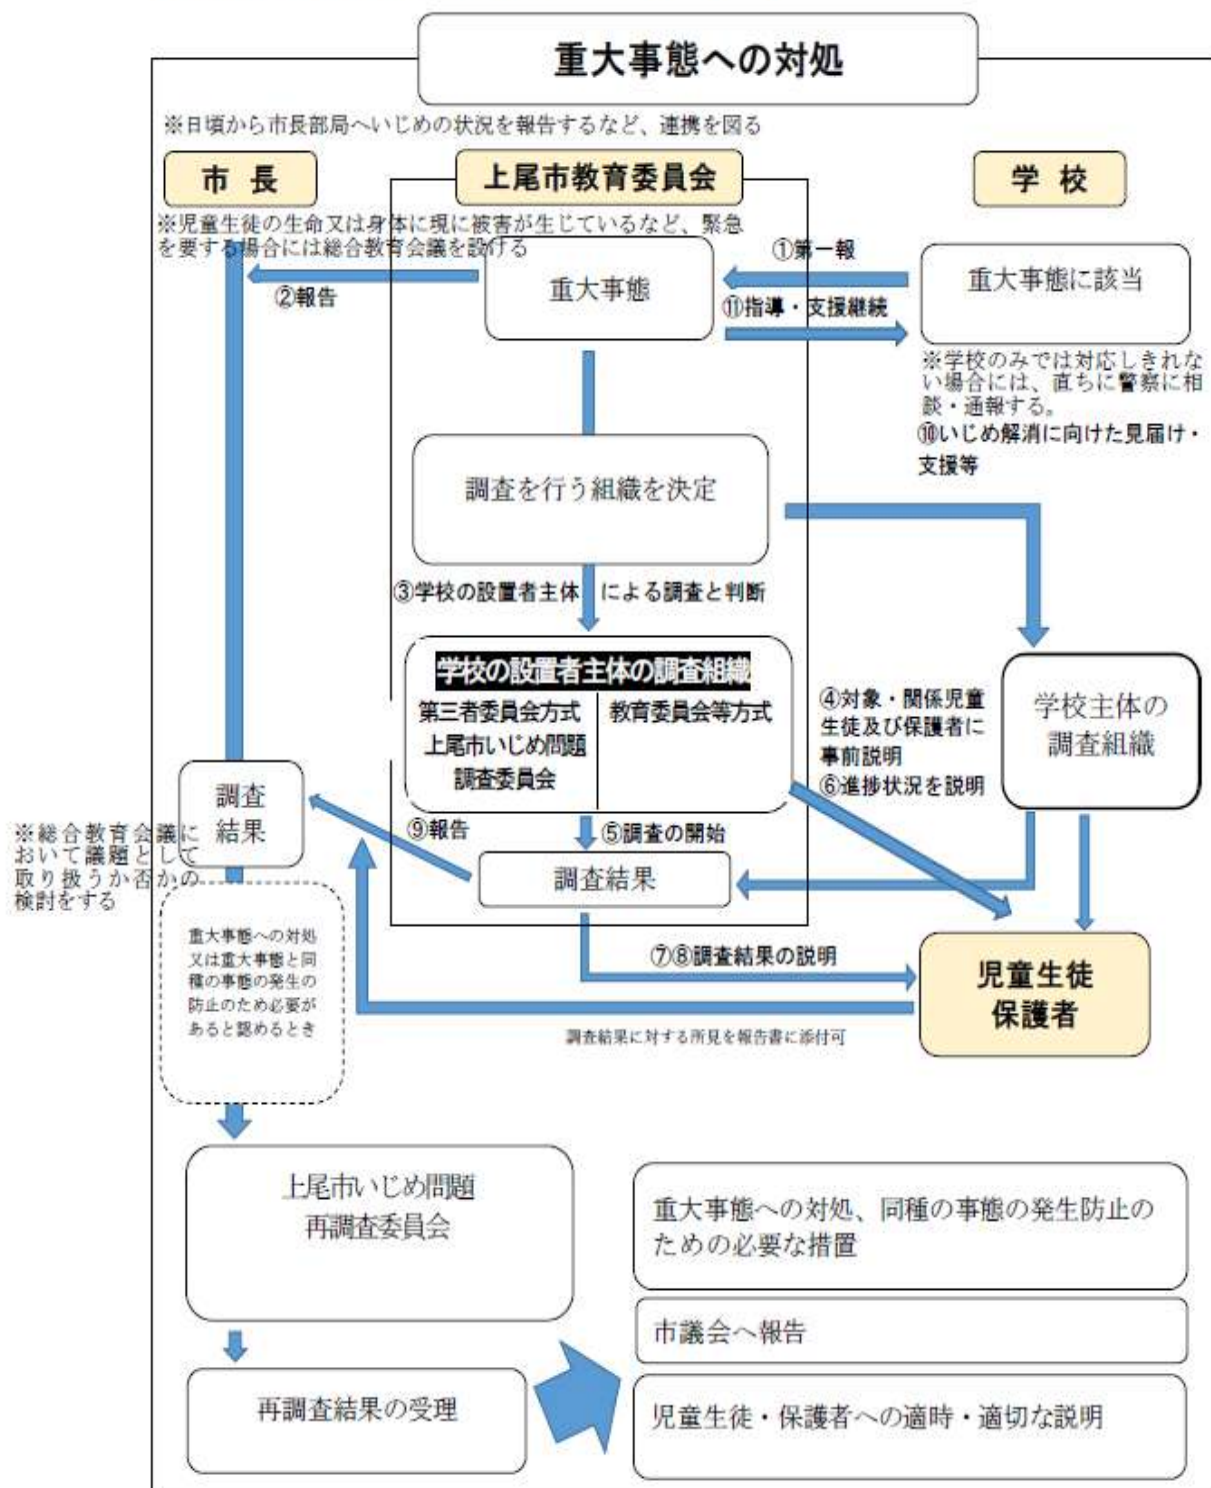 重大事態への対処
※日頃から市長部局へいじめの状況を報告するなど、連携を図る
市 長
上尾市教育委員会
学 校
※児童生徒の生命又は身体に現に被害が生じているなど、緊急
を要する場合には総合教育会議を設ける
①第一報
重大事態
重大事態に該当
②報告
⑪指導・支援継続
※学校のみでは対応しきれな
い場合には、直ちに警察に相
談・通報する。
⑩いじめ解消に向けた見届け・
支援等
調査を行う組織を決定
③学校の設置者主体 による調査と判断
学校の設置者主体の調査組織
第三者委員会方式
上尾市いじめ問題
調査委員会
教育委員会等方式
④対象・関係児童
生徒及び保護者に
事前説明
⑥進捗状況を説明
学校主体の
調査組織
調査
結果
⑨報告
⑤調査の開始
※総合教育会議に
おいて議題として
取り扱うか否かの
検討をする
調査結果
重大事態への対処
又は重大事態と同
種の事態の発生の
防止のため必要が
あると認めるとき
⑦⑧調査結果の説明
児童生徒
保護者
調査結果に対する所見を報告書に添付可
上尾市いじめ問題
再調査委員会
重大事態への対処、同種の事態の発生防止の
ための必要な措置
市議会へ報告
再調査結果の受理
児童生徒・保護者への適時・適切な説明